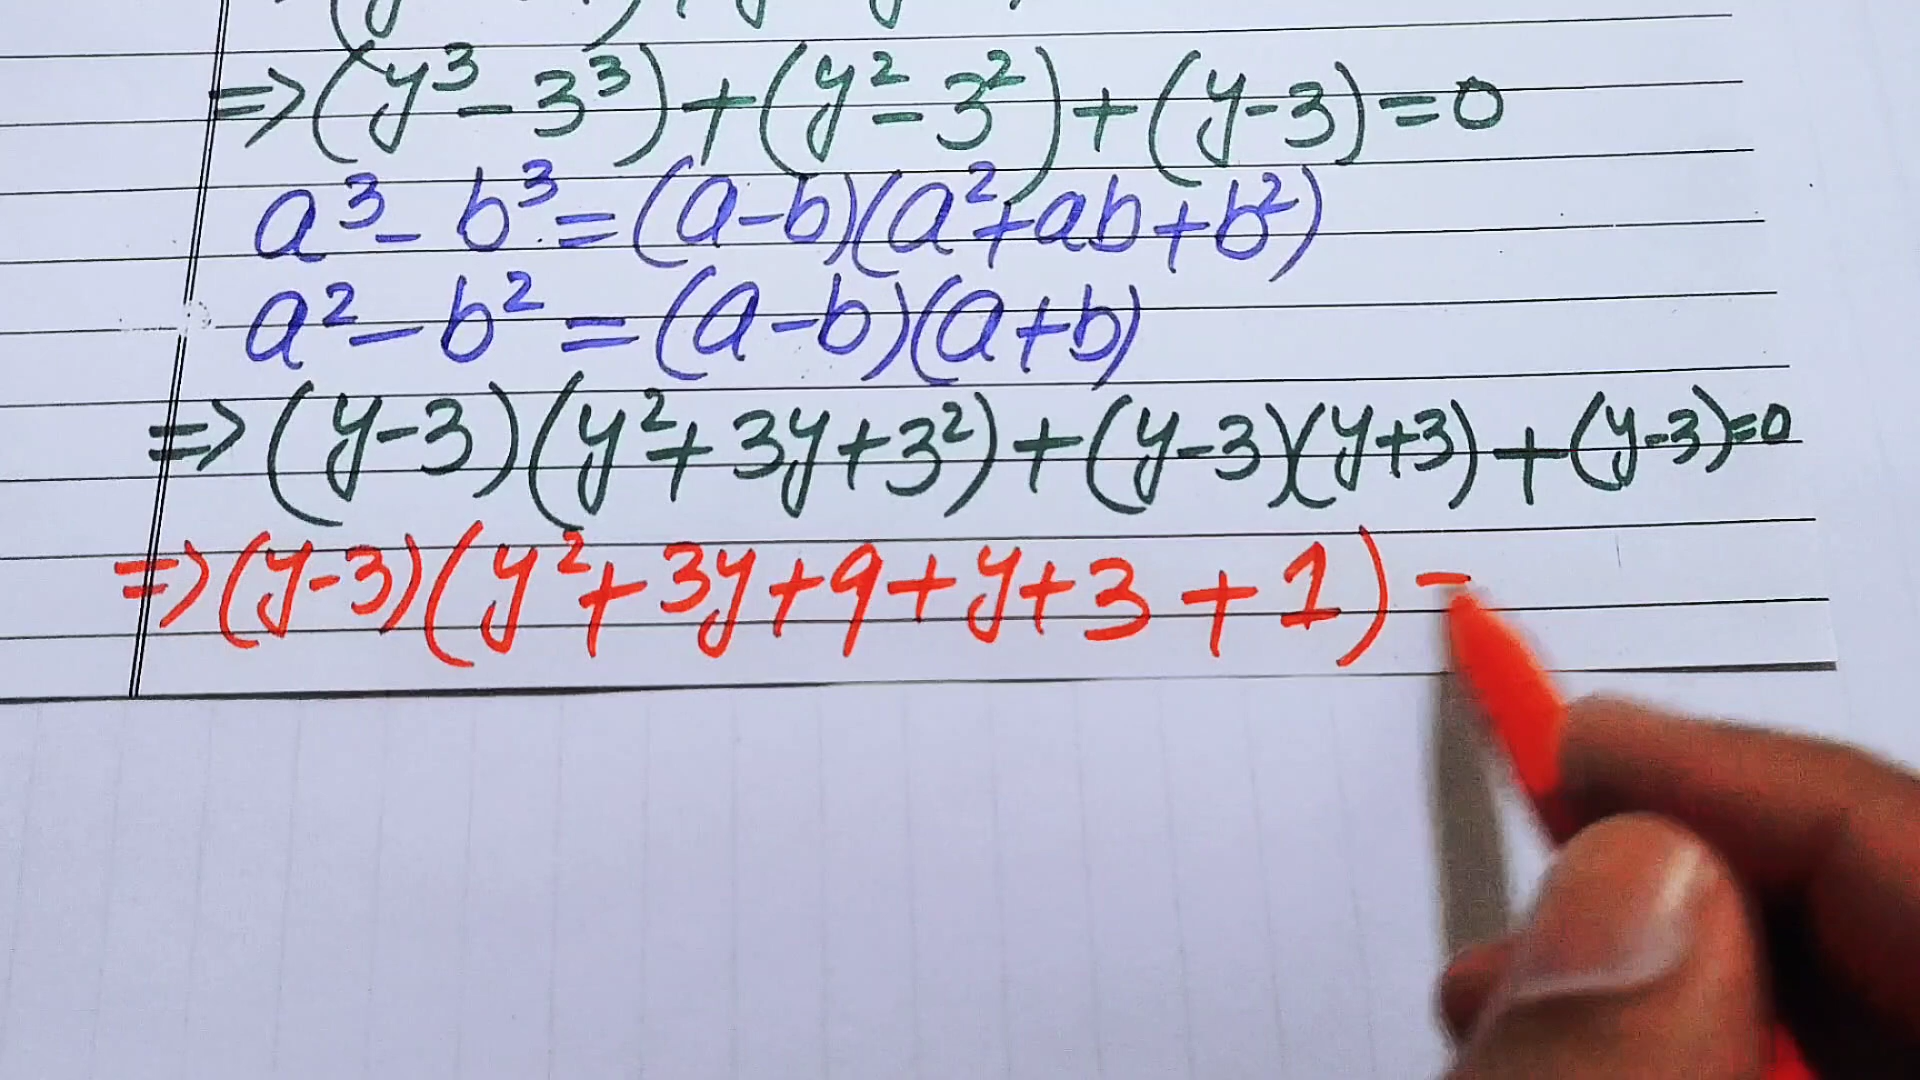 =>(y³-3³)+(y²-3²)+(y-3)=0
a³-b³=(a-b)(a²+ab+b²)
a²-b²=(a-b)(a+b)
=>(y-3)(y²+3y+3²)+(y-3)(y+3)+(y-3)=0
=>(y-3)(y²+3y+9+y+3+1)-